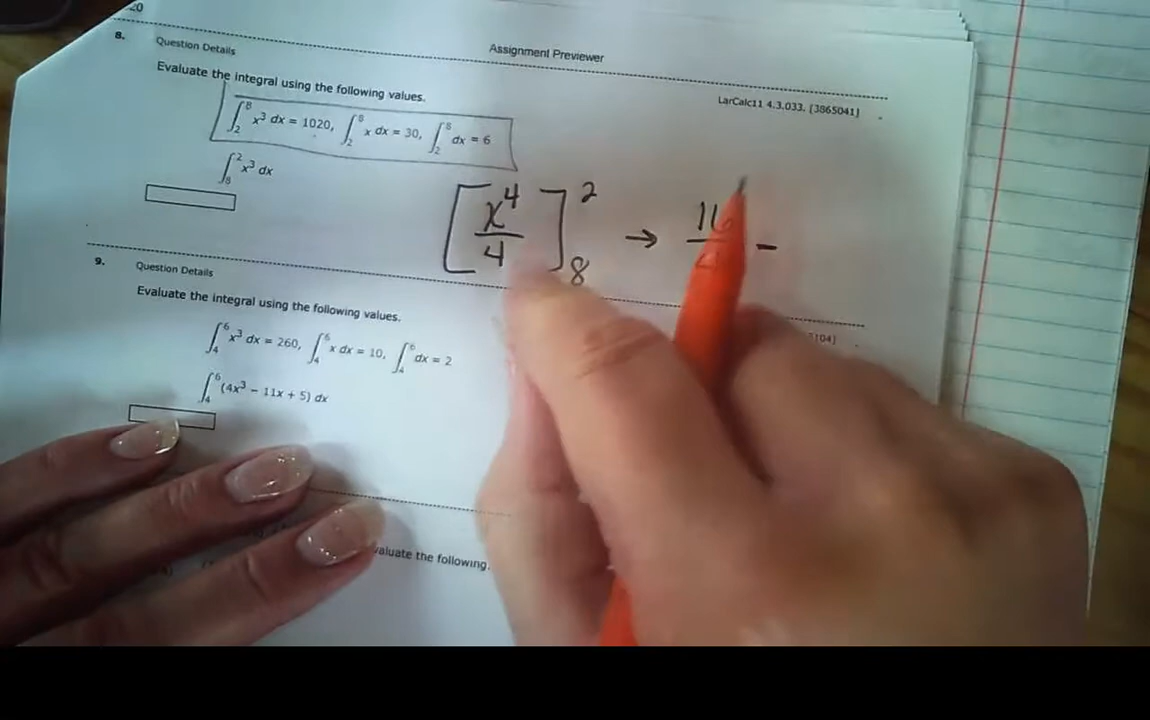 20
8. Question Details
Assignment Previewer
LarCalc11 4.3.033. [3865041]
Evaluate the integral using the following values.
∫₂⁸ x³ dx = 1020, ∫₂⁸ x dx = 30, ∫₂⁸ dx = 6
∫₈² x³ dx
[x⁴/4]₈² → 16/4 -
9. Question Details
104]
Evaluate the integral using the following values.
∫₄⁶ x³ dx = 260, ∫₄⁶ x dx = 10, ∫₄⁶ dx = 2
∫₄⁶ (4x³ - 11x + 5) dx
valuate the following.